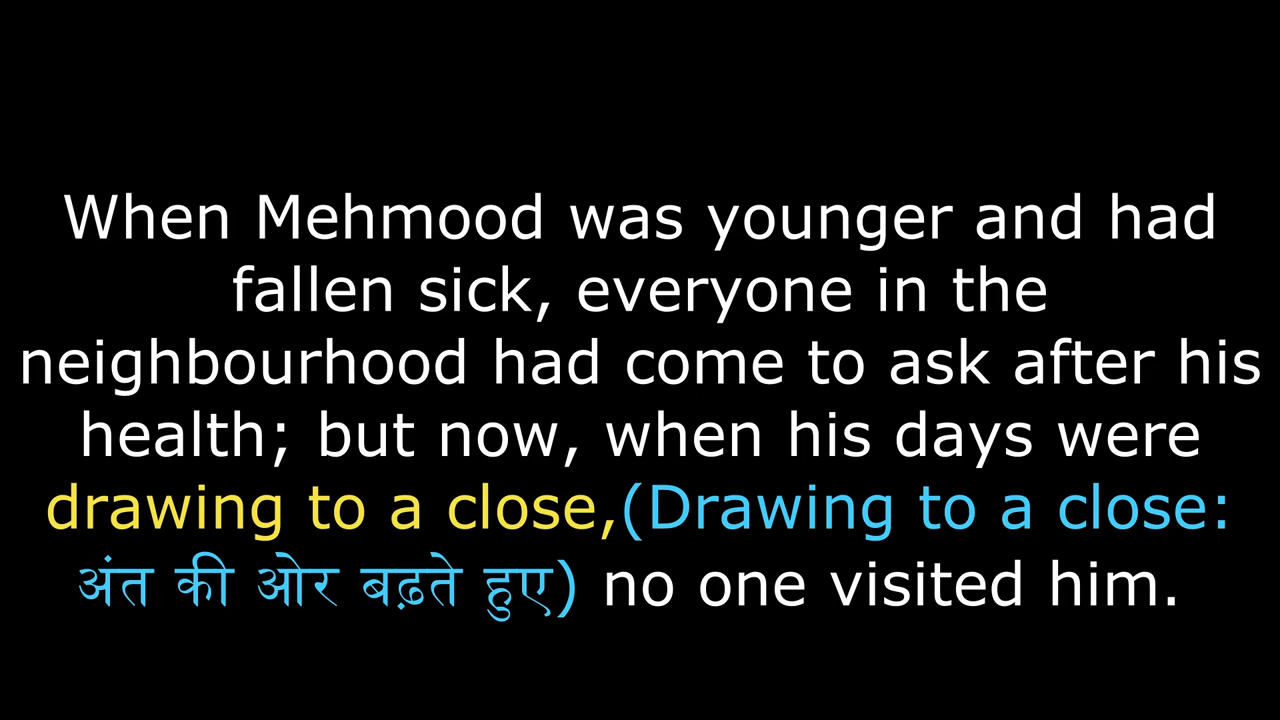 When Mehmood was younger and had
fallen sick, everyone in the
neighbourhood had come to ask after his
health; but now, when his days were
drawing to a close,(Drawing to a close:
अंत की ओर बढ़ते हुए) no one visited him.